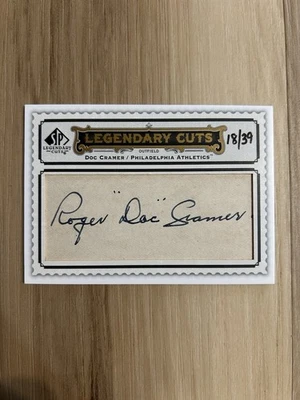 SP
LEGENDARY
CUTS
LEGENDARY CUTS
18/39
OUTFIELD
DOC CRAMER / PHILADELPHIA ATHLETICS
Roger "Doc" Cramer